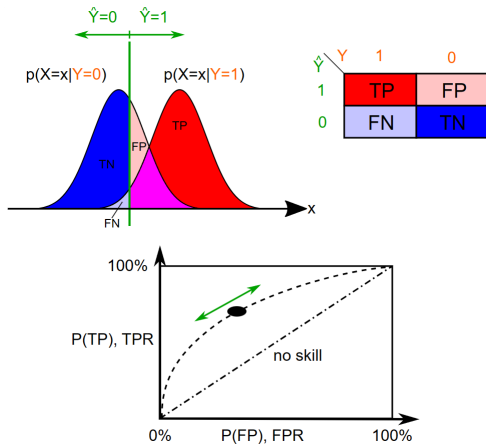 Ŷ=0 Ŷ=1
p(X=x|Y=0) p(X=x|Y=1)
TN FP TP
FN
x
Ŷ Y 1 0
1 TP FP
0 FN TN
100%
P(TP), TPR
no skill
0% P(FP), FPR 100%